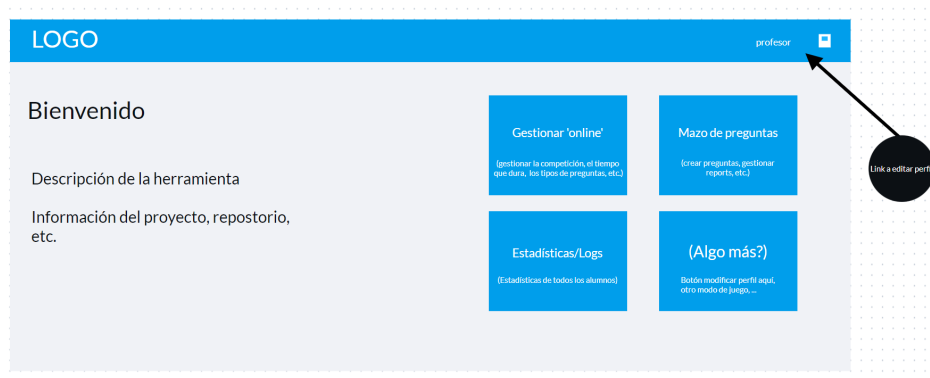 LOGO
profesor
Bienvenido
Descripción de la herramienta
Información del proyecto, repostorio,
etc.
Gestionar 'online'
(gestionar la competición, el tiempo
que dura, los tipos de preguntas, etc.)
Mazo de preguntas
(crear preguntas, gestionar
reports, etc.)
Estadísticas/Logs
(Estadísticas de todos los alumnos)
(Algo más?)
Botón modificar perfil aquí,
otro modo de juego, ...
Link a editar perfi